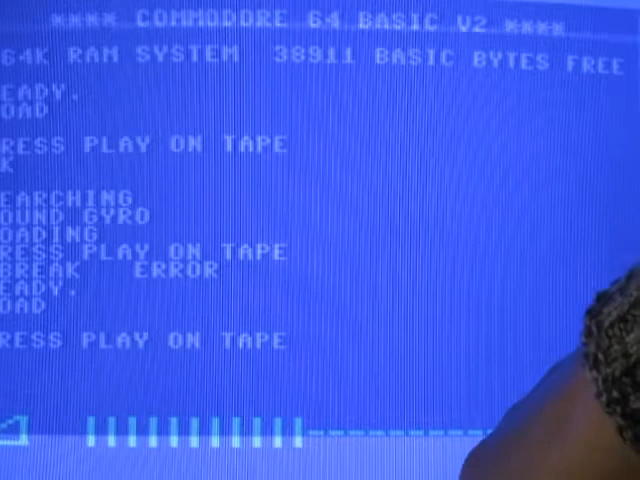 **** COMMODORE 64 BASIC V2 ****
64K RAM SYSTEM 38911 BASIC BYTES FREE
EADY.
OAD
RESS PLAY ON TAPE
K
EARCHING
OUND GYRO
OADING
RESS PLAY ON TAPE
BREAK ERROR
EADY.
OAD
RESS PLAY ON TAPE